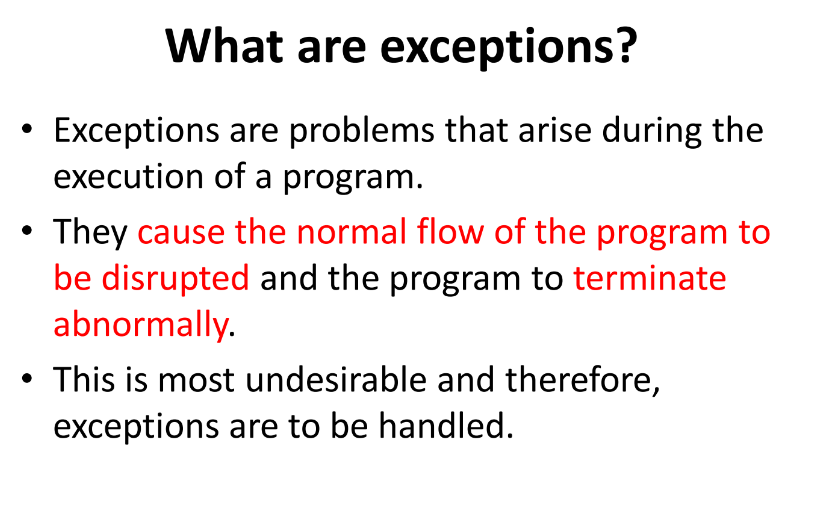 What are exceptions?
• Exceptions are problems that arise during the
execution of a program.
• They cause the normal flow of the program to
be disrupted and the program to terminate
abnormally.
• This is most undesirable and therefore,
exceptions are to be handled.